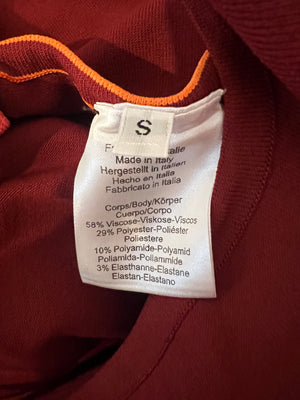 S
Made in Italy
Hergestellt in Italien
Hecho en Italia
Fabbricato in Italia
Corps/Body/Körper
Cuerpo/Corpo
58% Viscose-Viskose-Viscos
29% Polyester-Poliéster
Poliestere
10% Polyamide-Polyamid
Poliamida-Poliammide
3% Elasthanne-Elastane
Elastan-Elastano